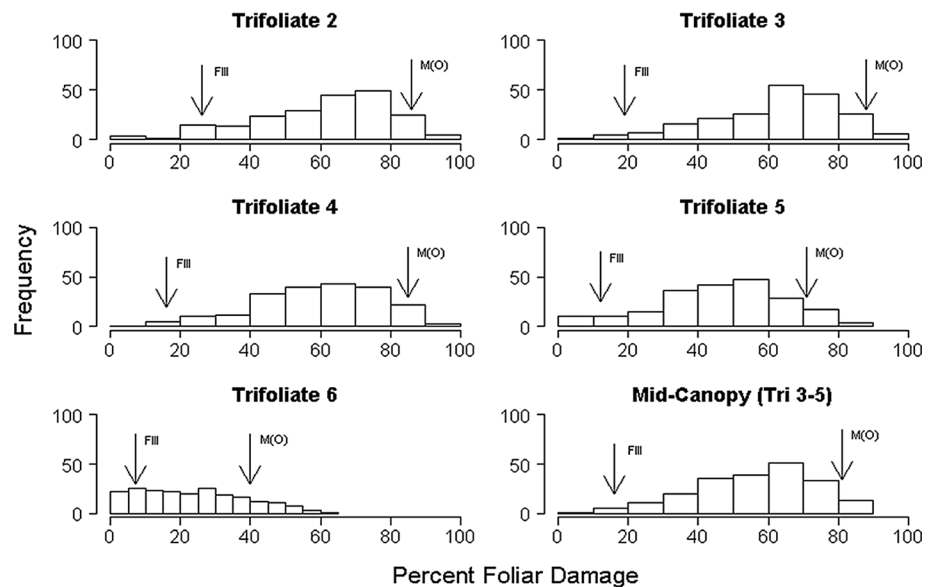 Trifoliate 2
Trifoliate 3
100
50
0
FIII
M(O)
0 20 40 60 80 100
100
50
0
FIII
M(O)
0 20 40 60 80 100
Trifoliate 4
Trifoliate 5
100
50
0
FIII
M(O)
0 20 40 60 80 100
100
50
0
FIII
M(O)
0 20 40 60 80 100
Trifoliate 6
Mid-Canopy (Tri 3-5)
100
50
0
FIII
M(O)
0 20 40 60 80 100
100
50
0
FIII
M(O)
0 20 40 60 80 100
Frequency
Percent Foliar Damage